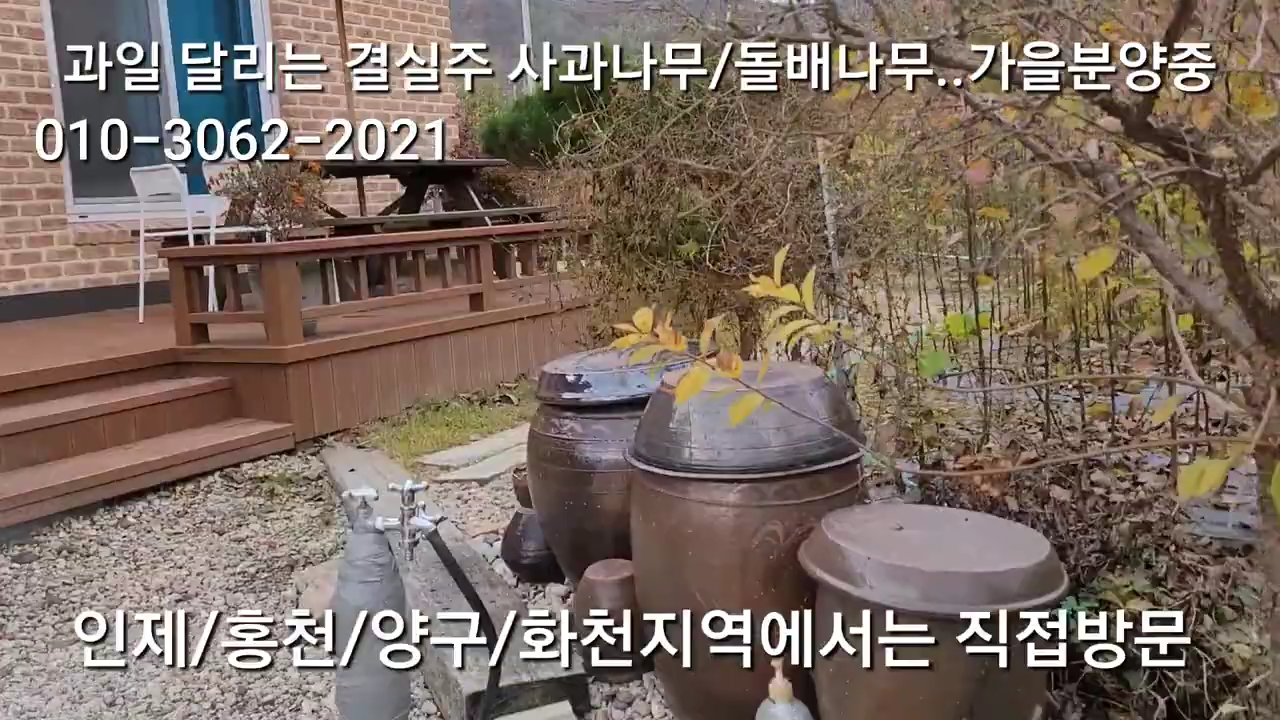 과일 달리는 결실주 사과나무/돌배나무..가을분양중
010-3062-2021
인제/홍천/양구/화천지역에서는 직접방문